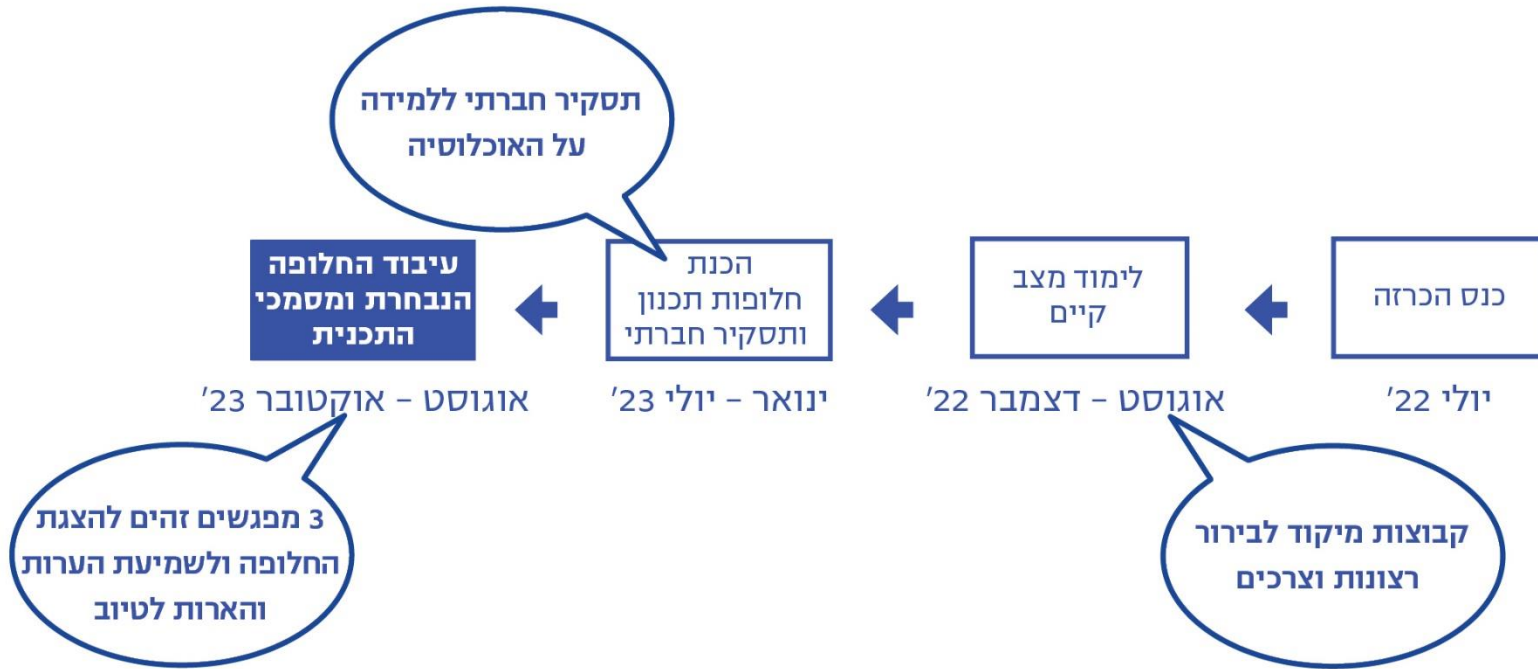 תסקיר חברתי ללמידה
על האוכלוסיה
כנס הכרזה
יולי 22'
לימוד מצב
קיים
אוגוסט – דצמבר 22'
הכנת
חלופות תכנון
ותסקיר חברתי
ינואר – יולי 23'
עיבוד החלופה
הנבחרת ומסמכי
התכנית
אוגוסט – אוקטובר 23'
קבוצות מיקוד לבירור
רצונות וצרכים
3 מפגשים זהים להצגת
החלופה ולשמיעת הערות
והארות לטיוב